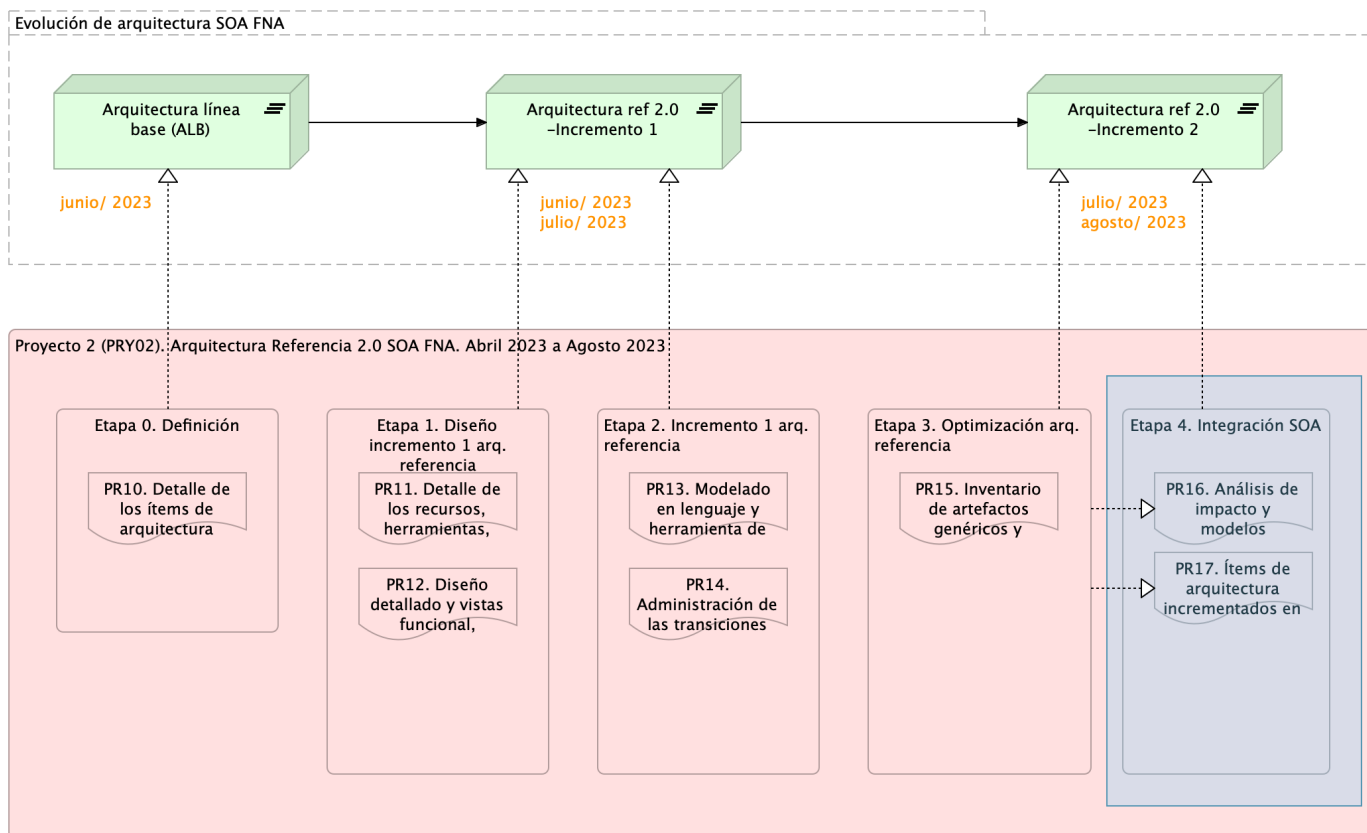 Evolución de arquitectura SOA FNA
Arquitectura línea
base (ALB)
Arquitectura ref 2.0
-Incremento 1
Arquitectura ref 2.0
-Incremento 2
junio/ 2023
junio/ 2023
julio/ 2023
julio/ 2023
agosto/ 2023
Proyecto 2 (PRY02). Arquitectura Referencia 2.0 SOA FNA. Abril 2023 a Agosto 2023
Etapa 0. Definición
PR10. Detalle de
los ítems de
arquitectura
Etapa 1. Diseño
incremento 1 arq.
referencia
PR11. Detalle de
los recursos,
herramientas,
PR12. Diseño
detallado y vistas
funcional,
Etapa 2. Incremento 1 arq.
referencia
PR13. Modelado
en lenguaje y
herramienta de
PR14.
Administración de
las transiciones
Etapa 3. Optimización arq.
referencia
PR15. Inventario
de artefactos
genéricos y
Etapa 4. Integración SOA
PR16. Análisis de
impacto y
modelos
PR17. Ítems de
arquitectura
incrementados en